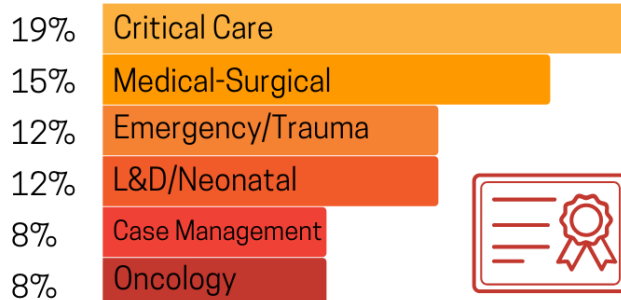 19% Critical Care
15% Medical-Surgical
12% Emergency/Trauma
12% L&D/Neonatal
8% Case Management
8% Oncology